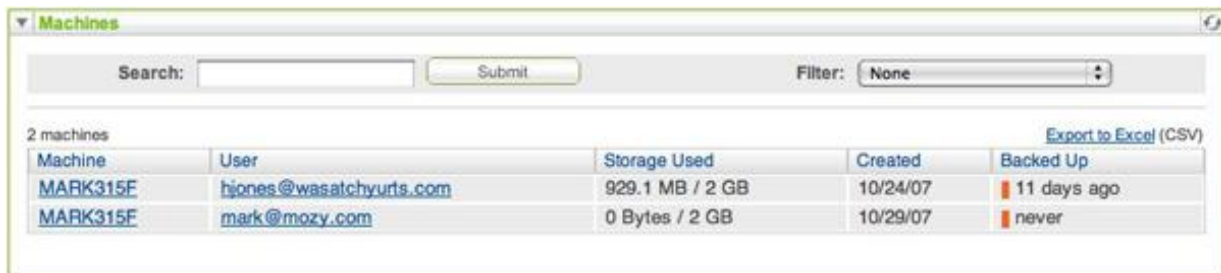 Machines
Search: Submit Filter: None
2 machines Export to Excel (CSV)
Machine User Storage Used Created Backed Up
MARK315F hjones@wasatchyurts.com 929.1 MB / 2 GB 10/24/07 11 days ago
MARK315F mark@mozy.com 0 Bytes / 2 GB 10/29/07 never